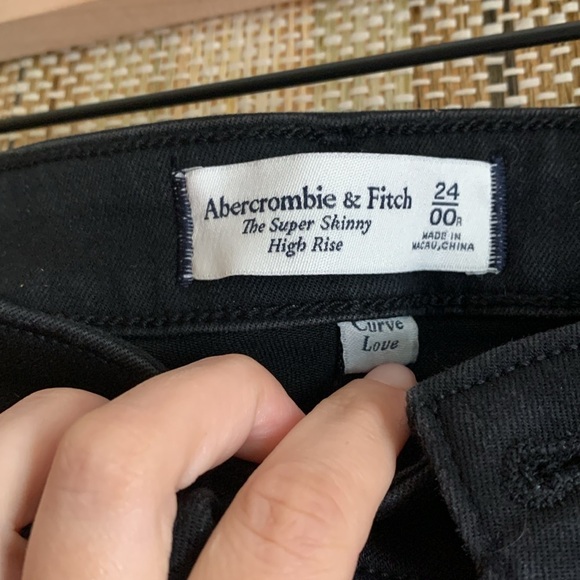 Abercrombie & Fitch
The Super Skinny
High Rise
24
00R
MADE IN
MACAU, CHINA
Curve
Love